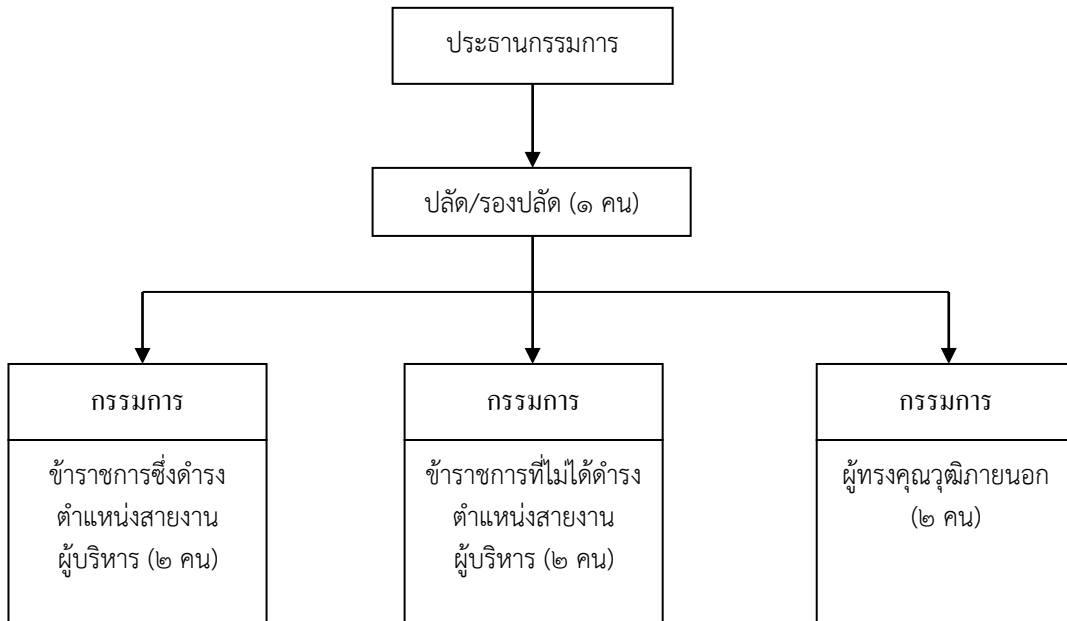 ประธานกรรมการ
ปลัด/รองปลัด (๑ คน)
กรรมการ
ข้าราชการซึ่งดำรง
ตำแหน่งสายงาน
ผู้บริหาร (๒ คน)
กรรมการ
ข้าราชการที่ไม่ได้ดำรง
ตำแหน่งสายงาน
ผู้บริหาร (๒ คน)
กรรมการ
ผู้ทรงคุณวุฒิภายนอก
(๒ คน)